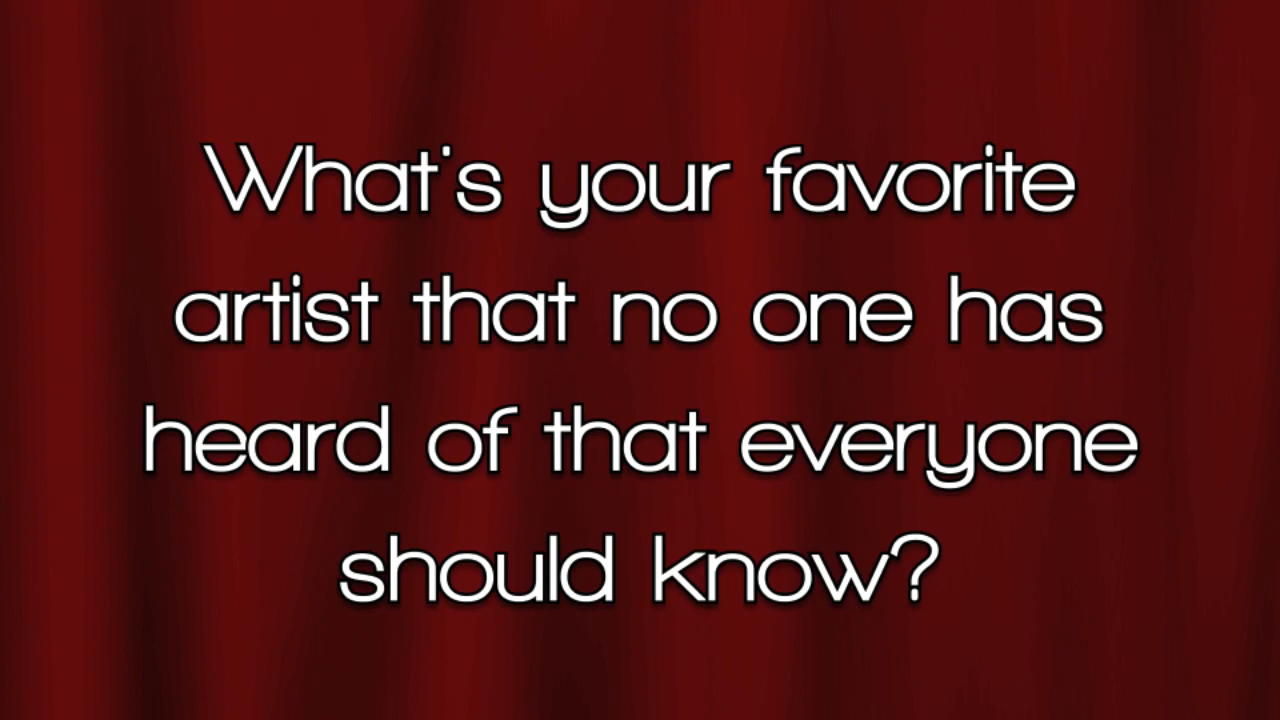 What's your favorite
artist that no one has
heard of that everyone
should know?